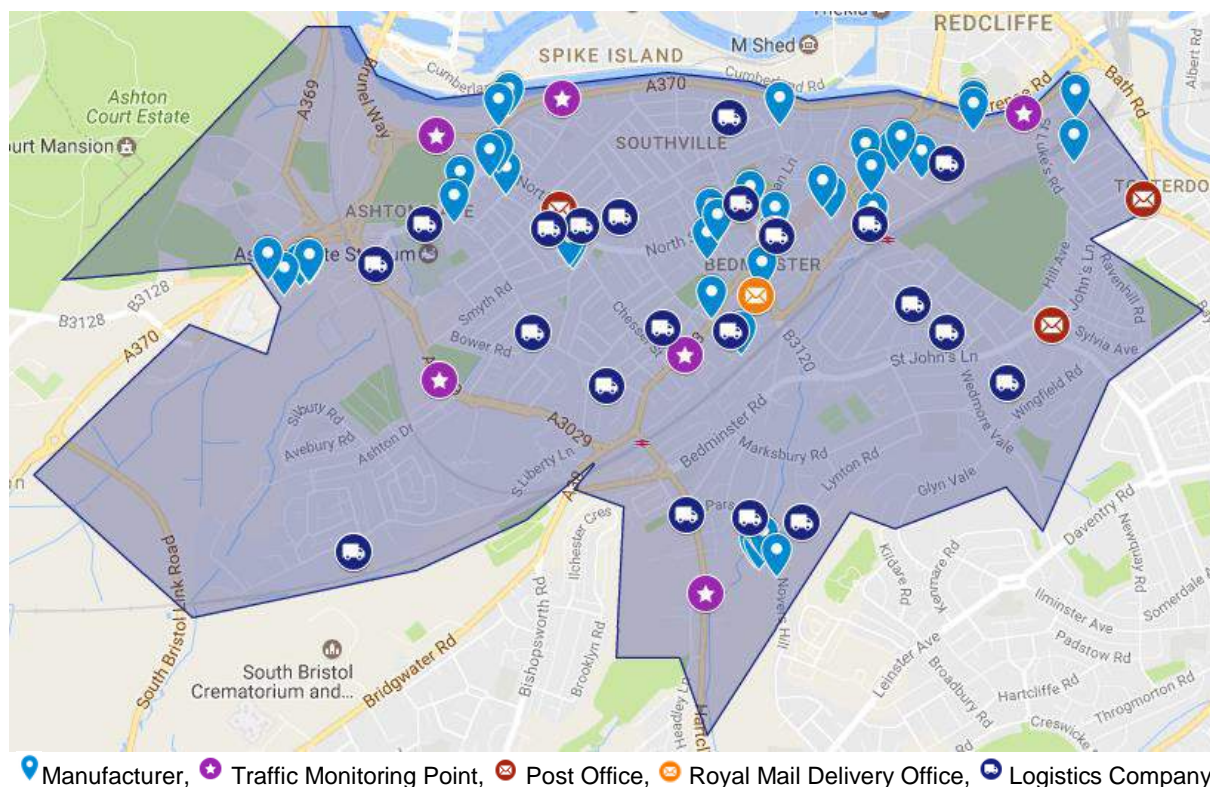 REDCLIFFE
M Shed
SPIKE ISLAND
Cumberland Rd
A370
Bath Rd
Albert Rd
A369
Brunel Way
Ashton
Court Estate
ourt Mansion
SOUTHVILLE
St Luke's Rd
North
North
BEDMINSTER
Hill Ave
John's Ln
Ravenhill Rd
B3128
B3128
A370
Smyth Rd
Bower Rd
B3120
Sylvia Ave
St John's Ln
Wedmore Vale
Wingfield Rd
Silbury Rd
Avebury Rd
Ashton Dr
A3029
S Liberty Ln
A38
Bedminster Rd
Marksbury Rd
Lynton Rd
Glyn Vale
Daventry Rd
Newquay Rd
Ilchester Cres
Kildare Rd
Kenmare Rd
Ilminster Ave
Somerdale Ave
Padstow Rd
South Bristol Link Road
South Bristol
Crematorium and...
Bridgwater Rd
Bishopsworth Rd
Brooklyn Rd
Novers Hill
Headley Ln
Leinster Ave
Broadbury Rd
Hartcliffe Rd
Throgmorton Rd
Creswicke
Manufacturer, Traffic Monitoring Point, Post Office, Royal Mail Delivery Office, Logistics Company